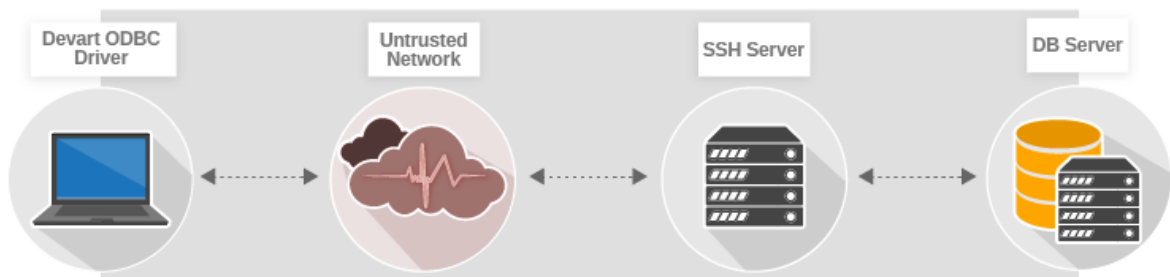 Devart ODBC
Driver
Untrusted
Network
SSH Server
DB Server